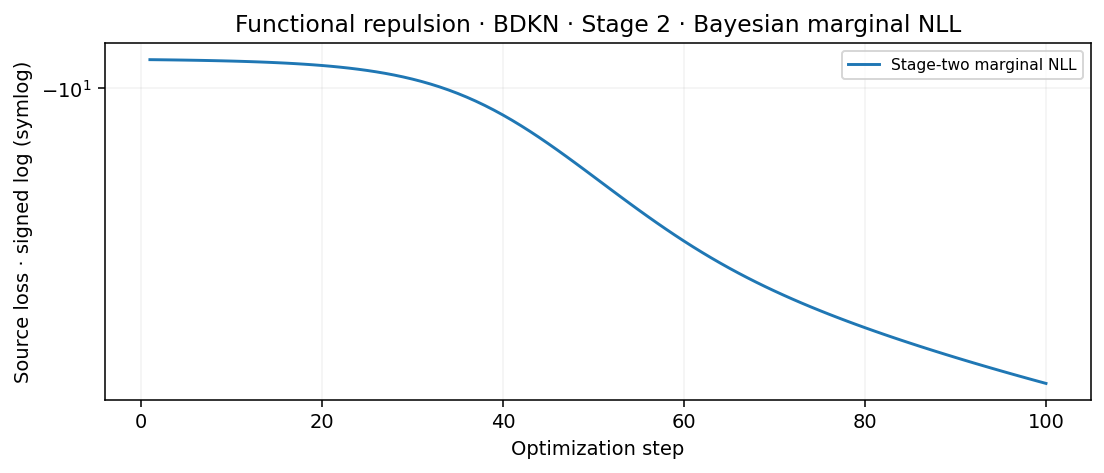 Functional repulsion · BDKN · Stage 2 · Bayesian marginal NLL
Stage-two marginal NLL
Source loss · signed log (symlog)
−10¹
0 20 40 60 80 100
Optimization step